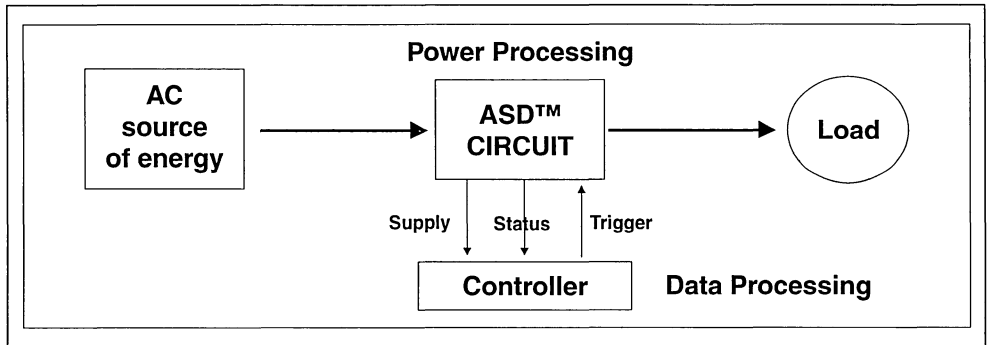 Power Processing
AC
source
of energy
ASD™
CIRCUIT
Load
Supply
Status
Trigger
Controller
Data Processing